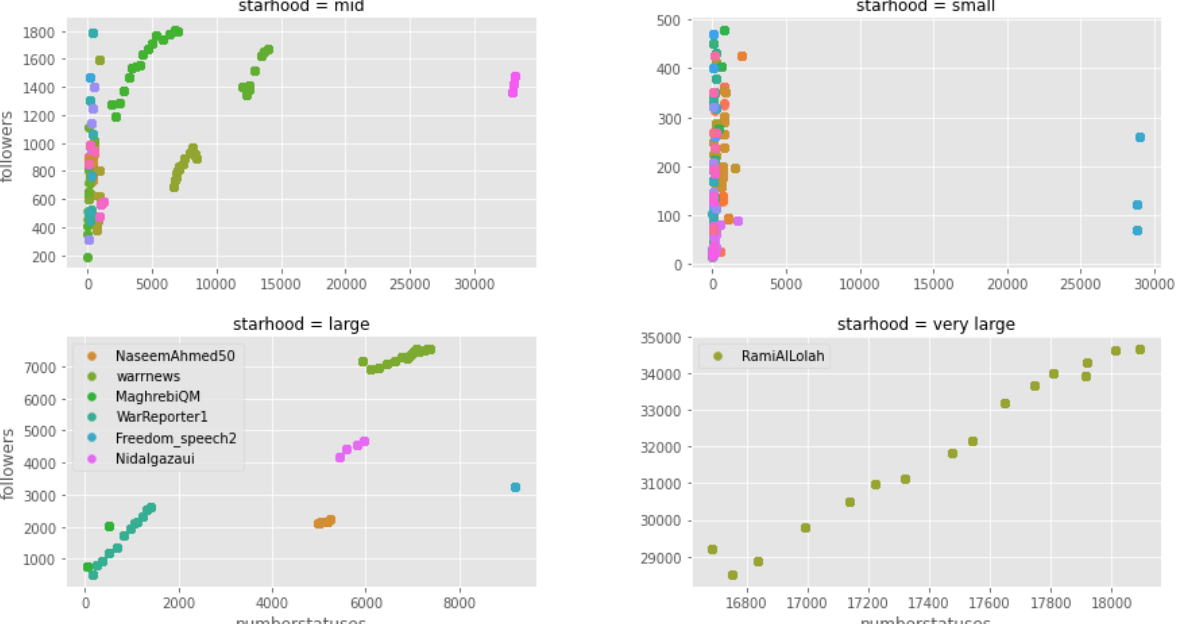 starhood = mid
followers
1800
1600
1400
1200
1000
800
600
400
200
0 5000 10000 15000 20000 25000 30000
starhood = small
500
400
300
200
100
0
0 5000 10000 15000 20000 25000 30000
starhood = large
followers
7000
6000
5000
4000
3000
2000
1000
NaseemAhmed50
warrnews
MaghrebiQM
WarReporter1
Freedom_speech2
Nidalgazaui
0 2000 4000 6000 8000
numberstatuses
starhood = very large
35000
34000
33000
32000
31000
30000
29000
RamiAlLolah
16800 17000 17200 17400 17600 17800 18000
numberstatuses